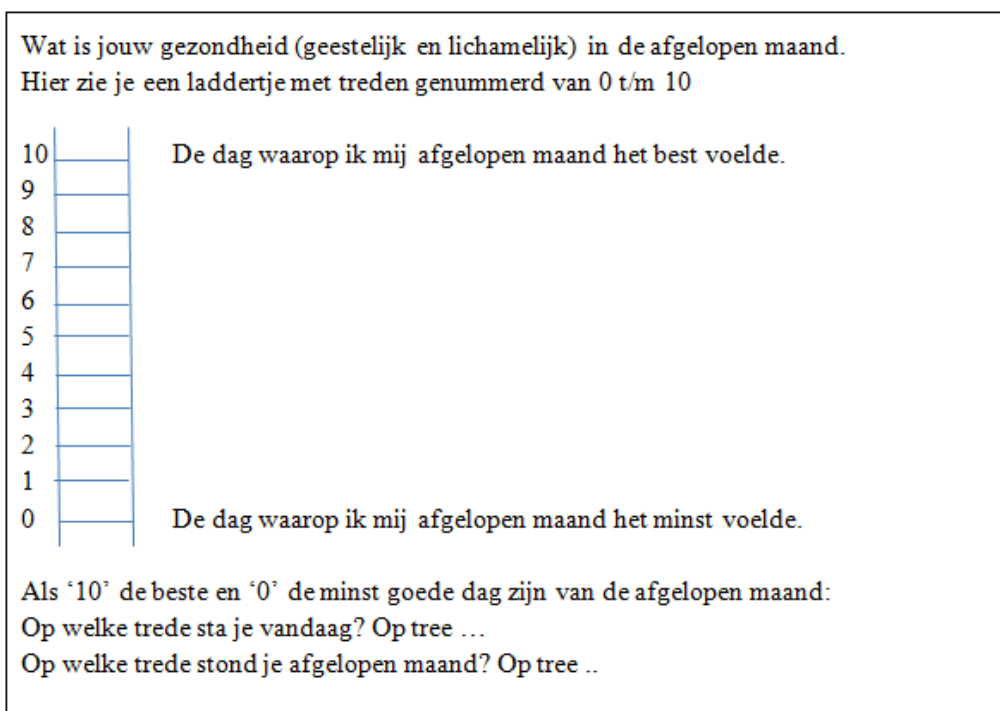 Wat is jouw gezondheid (geestelijk en lichamelijk) in de afgelopen maand.
Hier zie je een laddertje met treden genummerd van 0 t/m 10
10 De dag waarop ik mij afgelopen maand het best voelde.
9
8
7
6
5
4
3
2
1
0 De dag waarop ik mij afgelopen maand het minst voelde.
Als ‘10’ de beste en ‘0’ de minst goede dag zijn van de afgelopen maand:
Op welke trede sta je vandaag? Op tree …
Op welke trede stond je afgelopen maand? Op tree ..